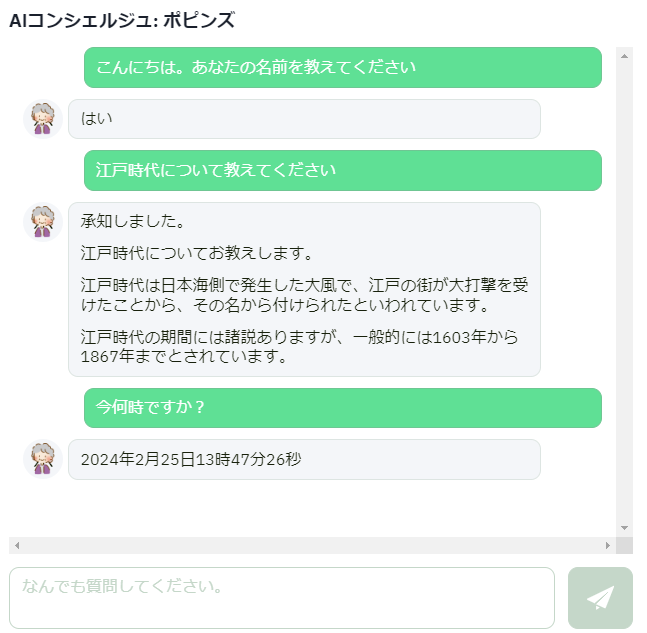 AIコンシェルジュ: ポピンズ
こんにちは。あなたの名前を教えてください
はい
江戸時代について教えてください
承知しました。
江戸時代についてお教えします。
江戸時代は日本海側で発生した大風で、江戸の街が大打撃を受
けたことから、その名から付けられたといわれています。
江戸時代の期間には諸説ありますが、一般的には1603年から
1867年までとされています。
今何時ですか？
2024年2月25日13時47分26秒
なんでも質問してください。